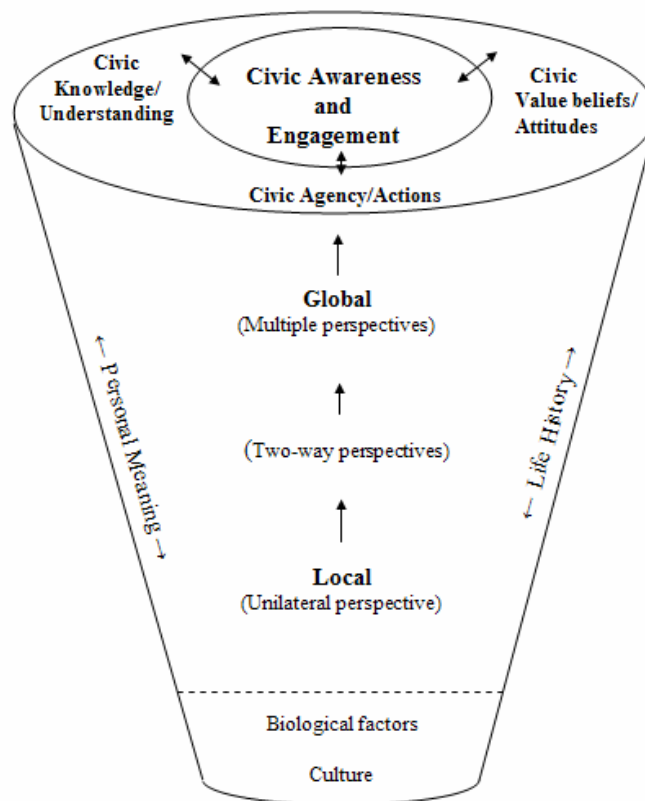 Civic
Knowledge/
Understanding
Civic Awareness
and
Engagement
Civic
Value beliefs/
Attitudes
Civic Agency/Actions
Global
(Multiple perspectives)
← Personal Meaning →
← Life History →
(Two-way perspectives)
Local
(Unilateral perspective)
Biological factors
Culture